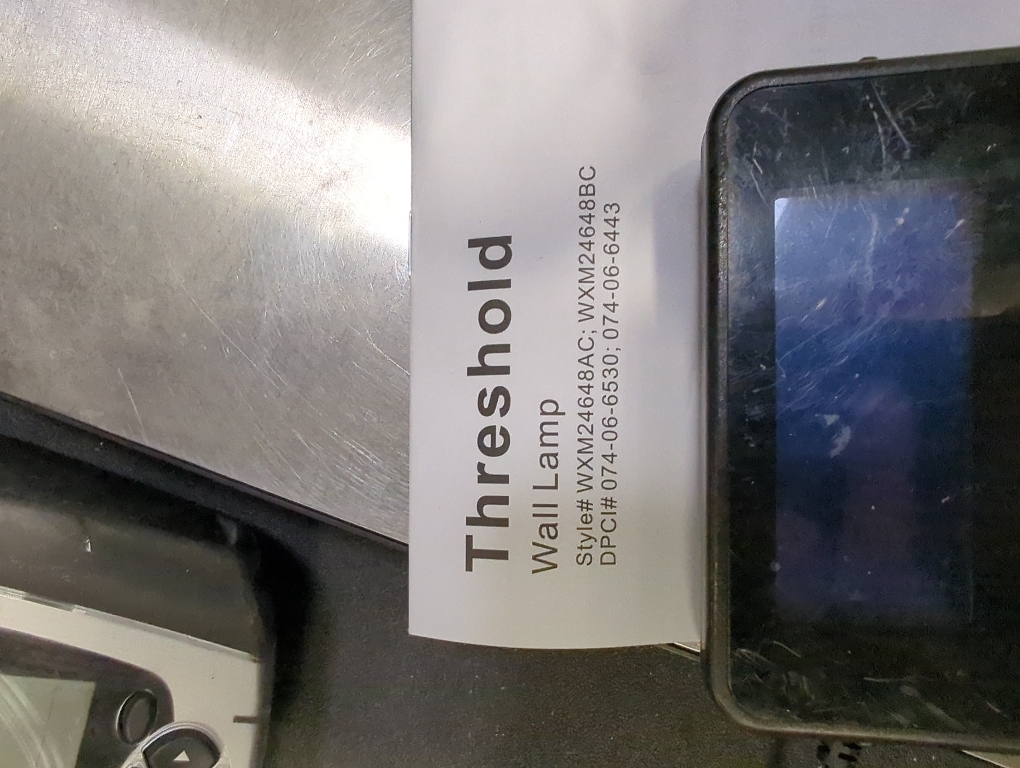 Threshold
Wall Lamp
Style# WXM24648AC; WXM24648BC
DPCI# 074-06-6530; 074-06-6443